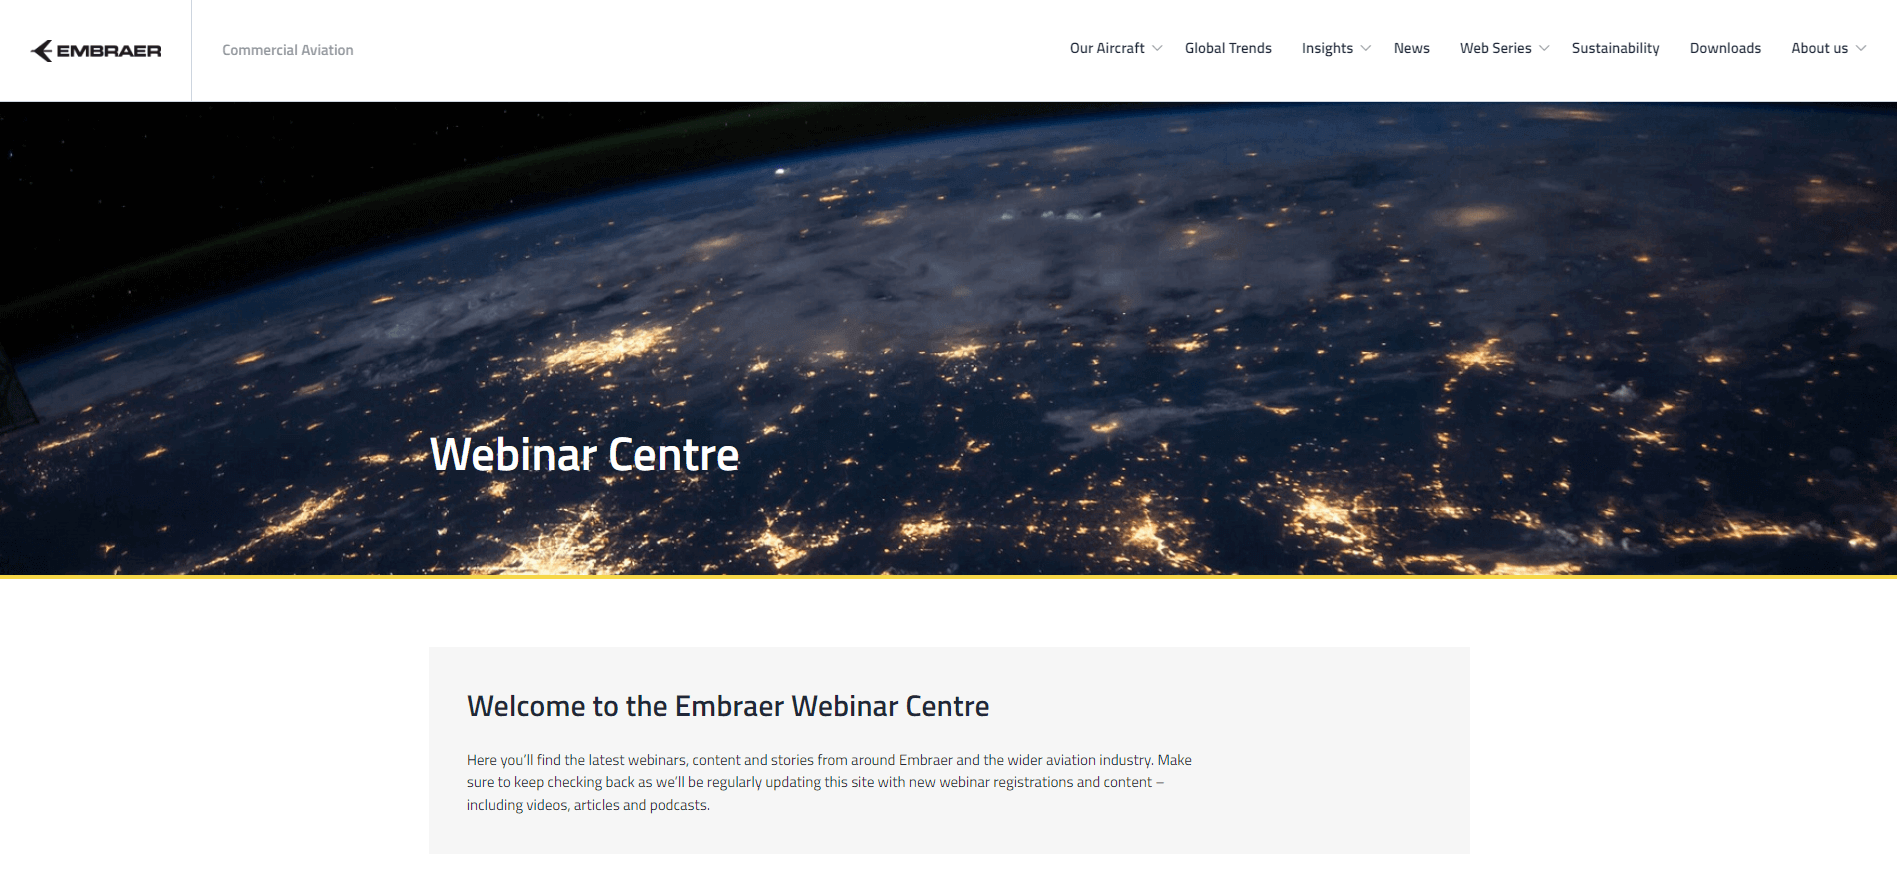 EMBRAER
Commercial Aviation
Our Aircraft
Global Trends
Insights
News
Web Series
Sustainability
Downloads
About us
Webinar Centre
Welcome to the Embraer Webinar Centre
Here you’ll find the latest webinars, content and stories from around Embraer and the wider aviation industry. Make
sure to keep checking back as we’ll be regularly updating this site with new webinar registrations and content –
including videos, articles and podcasts.